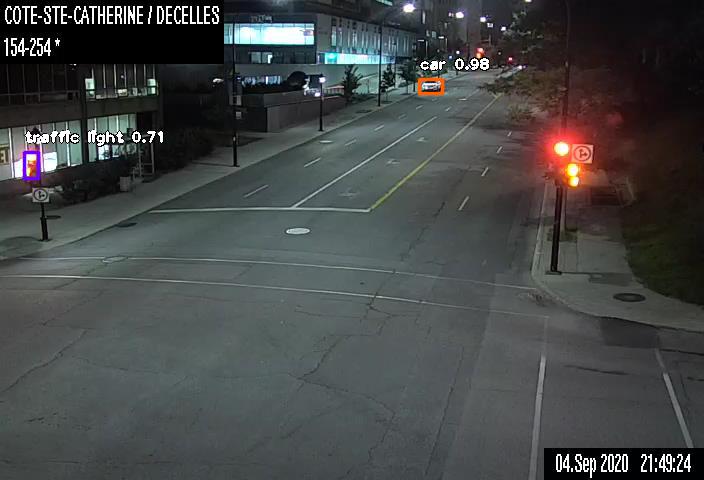 COTE-STE-CATHERINE / DECELLES
154-254 *
car 0.98
traffic light 0.71
04.Sep 2020 21:49:24